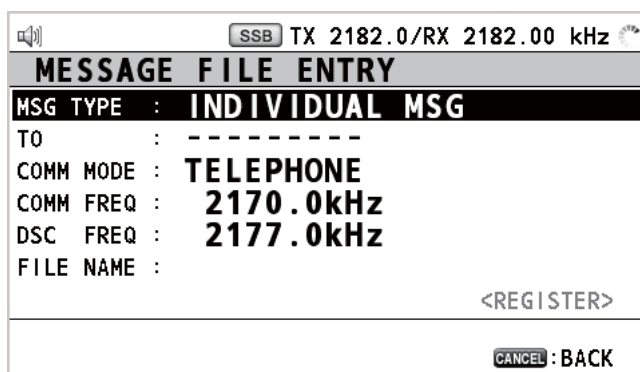 SSB TX 2182.0/RX 2182.00 kHz
MESSAGE FILE ENTRY
MSG TYPE : INDIVIDUAL MSG
TO : ---------
COMM MODE : TELEPHONE
COMM FREQ : 2170.0kHz
DSC FREQ : 2177.0kHz
FILE NAME :
<REGISTER>
CANCEL : BACK